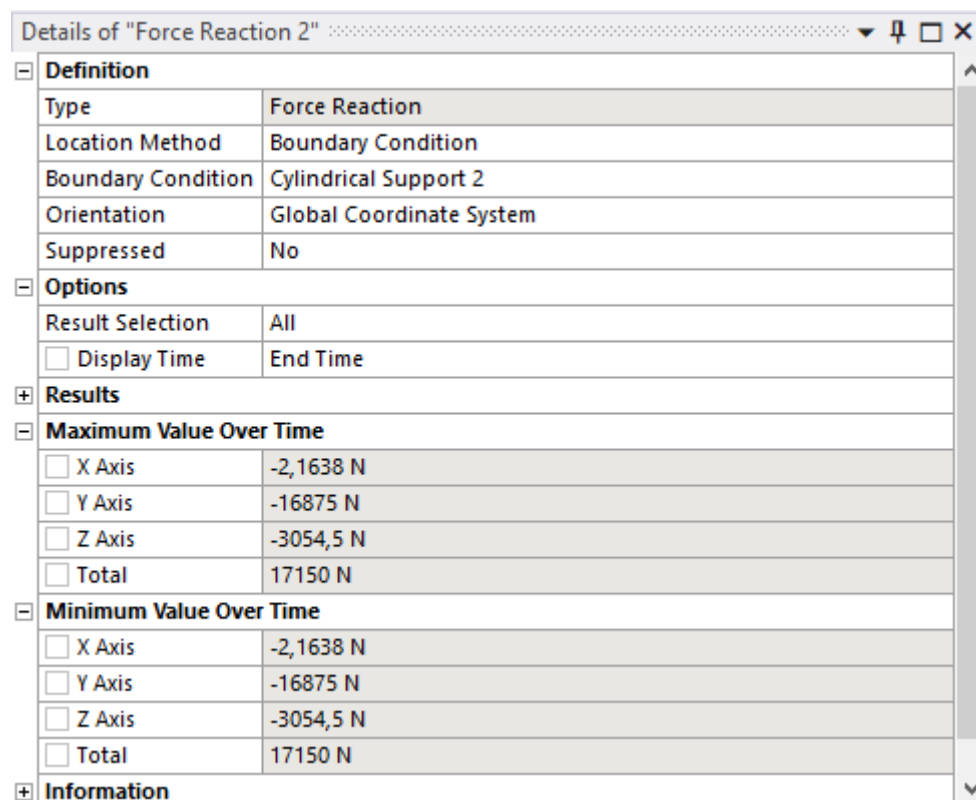 Details of "Force Reaction 2"
Definition
Type Force Reaction
Location Method Boundary Condition
Boundary Condition Cylindrical Support 2
Orientation Global Coordinate System
Suppressed No
Options
Result Selection All
Display Time End Time
Results
Maximum Value Over Time
X Axis -2,1638 N
Y Axis -16875 N
Z Axis -3054,5 N
Total 17150 N
Minimum Value Over Time
X Axis -2,1638 N
Y Axis -16875 N
Z Axis -3054,5 N
Total 17150 N
Information